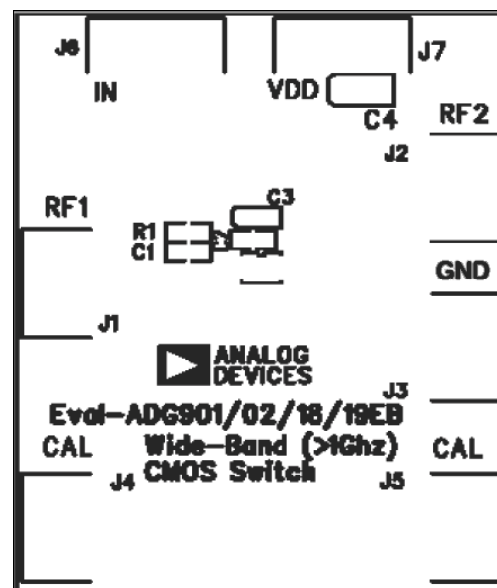 J6
J7
IN
VDD
C4
RF2
J2
RF1
C3
R1
C1
GND
J1
ANALOG
DEVICES
J3
Eval-ADG901/02/18/19EB
CAL
Wide-Band (>1Ghz)
CAL
J4
CMOS Switch
J5